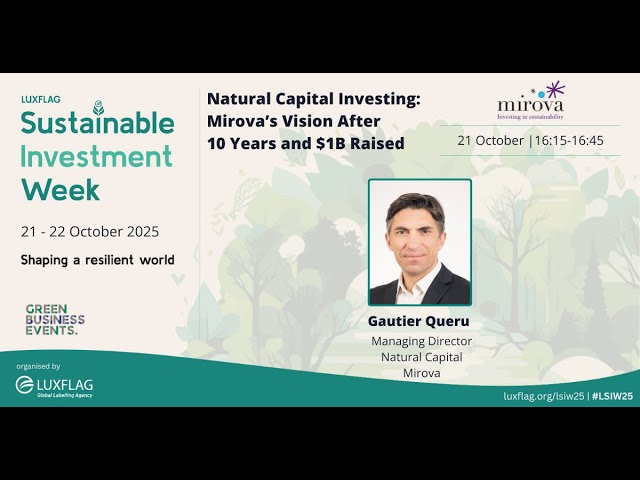 LUXFLAG
Sustainable
Investment
Week
21 - 22 October 2025
Shaping a resilient world
GREEN
BUSINESS
EVENTS.
organised by
LUXFLAG
Global Labelling Agency
Natural Capital Investing:
Mirova's Vision After
10 Years and $1B Raised
mirova
Investing in sustainability
21 October |16:15-16:45
Gautier Queru
Managing Director
Natural Capital
Mirova
luxflag.org/lsiw25 | #LSIW25